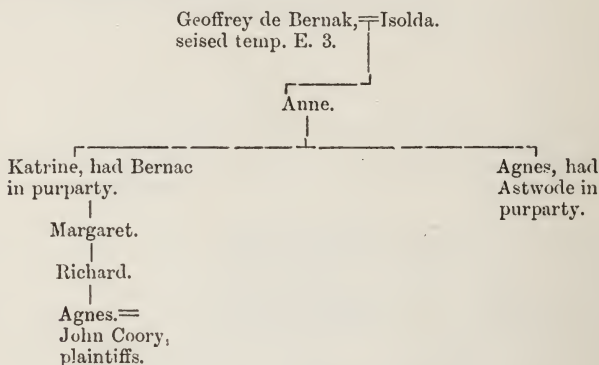 Geoffrey de Bernak,=Isolda.
seised temp. E. 3.
Anne.
Katrine, had Bernac
in purparty.
Agnes, had
Astwode in
purparty.
Margaret.
Richard.
Agnes.=
John Coory,
plaintiffs.